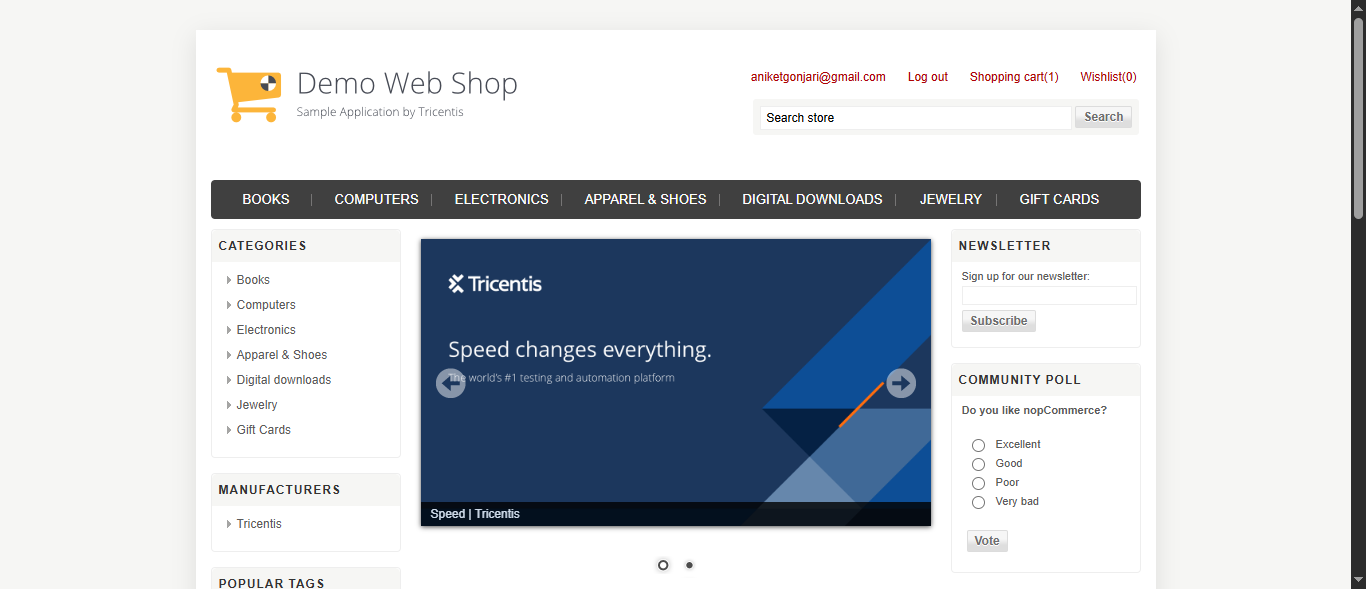 Demo Web Shop
Sample Application by Tricentis
aniketgonjari@gmail.com Log out Shopping cart(1) Wishlist(0)
Search store Search
BOOKS COMPUTERS ELECTRONICS APPAREL & SHOES DIGITAL DOWNLOADS JEWELRY GIFT CARDS
CATEGORIES
Books
Computers
Electronics
Apparel & Shoes
Digital downloads
Jewelry
Gift Cards
MANUFACTURERS
Tricentis
POPULAR TAGS
Tricentis
Speed changes everything.
The world's #1 testing and automation platform
Speed | Tricentis
NEWSLETTER
Sign up for our newsletter:
Subscribe
COMMUNITY POLL
Do you like nopCommerce?
Excellent
Good
Poor
Very bad
Vote